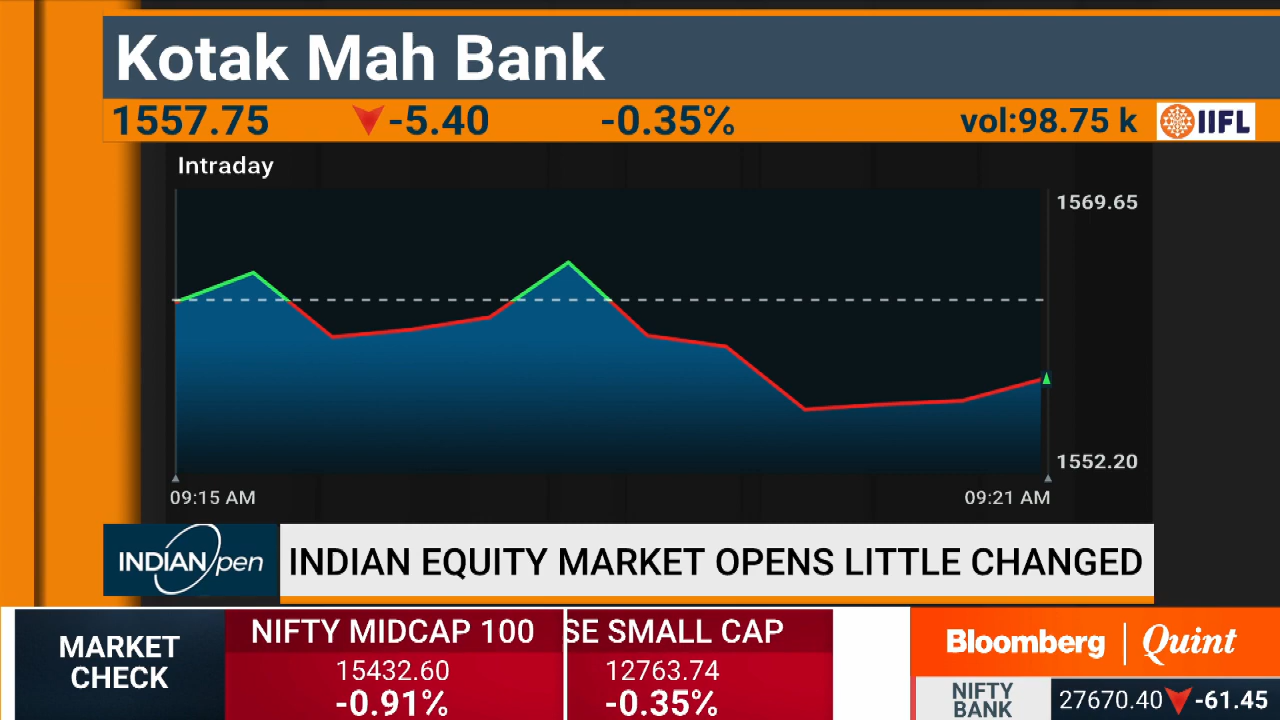 Kotak Mah Bank
1557.75 -5.40 -0.35% vol:98.75 k IIFL
Intraday
1569.65
1552.20
09:15 AM 09:21 AM
INDIAN Open INDIAN EQUITY MARKET OPENS LITTLE CHANGED
MARKET CHECK
NIFTY MIDCAP 100
15432.60
-0.91%
SE SMALL CAP
12763.74
-0.35%
Bloomberg | Quint
NIFTY BANK
27670.40 -61.45